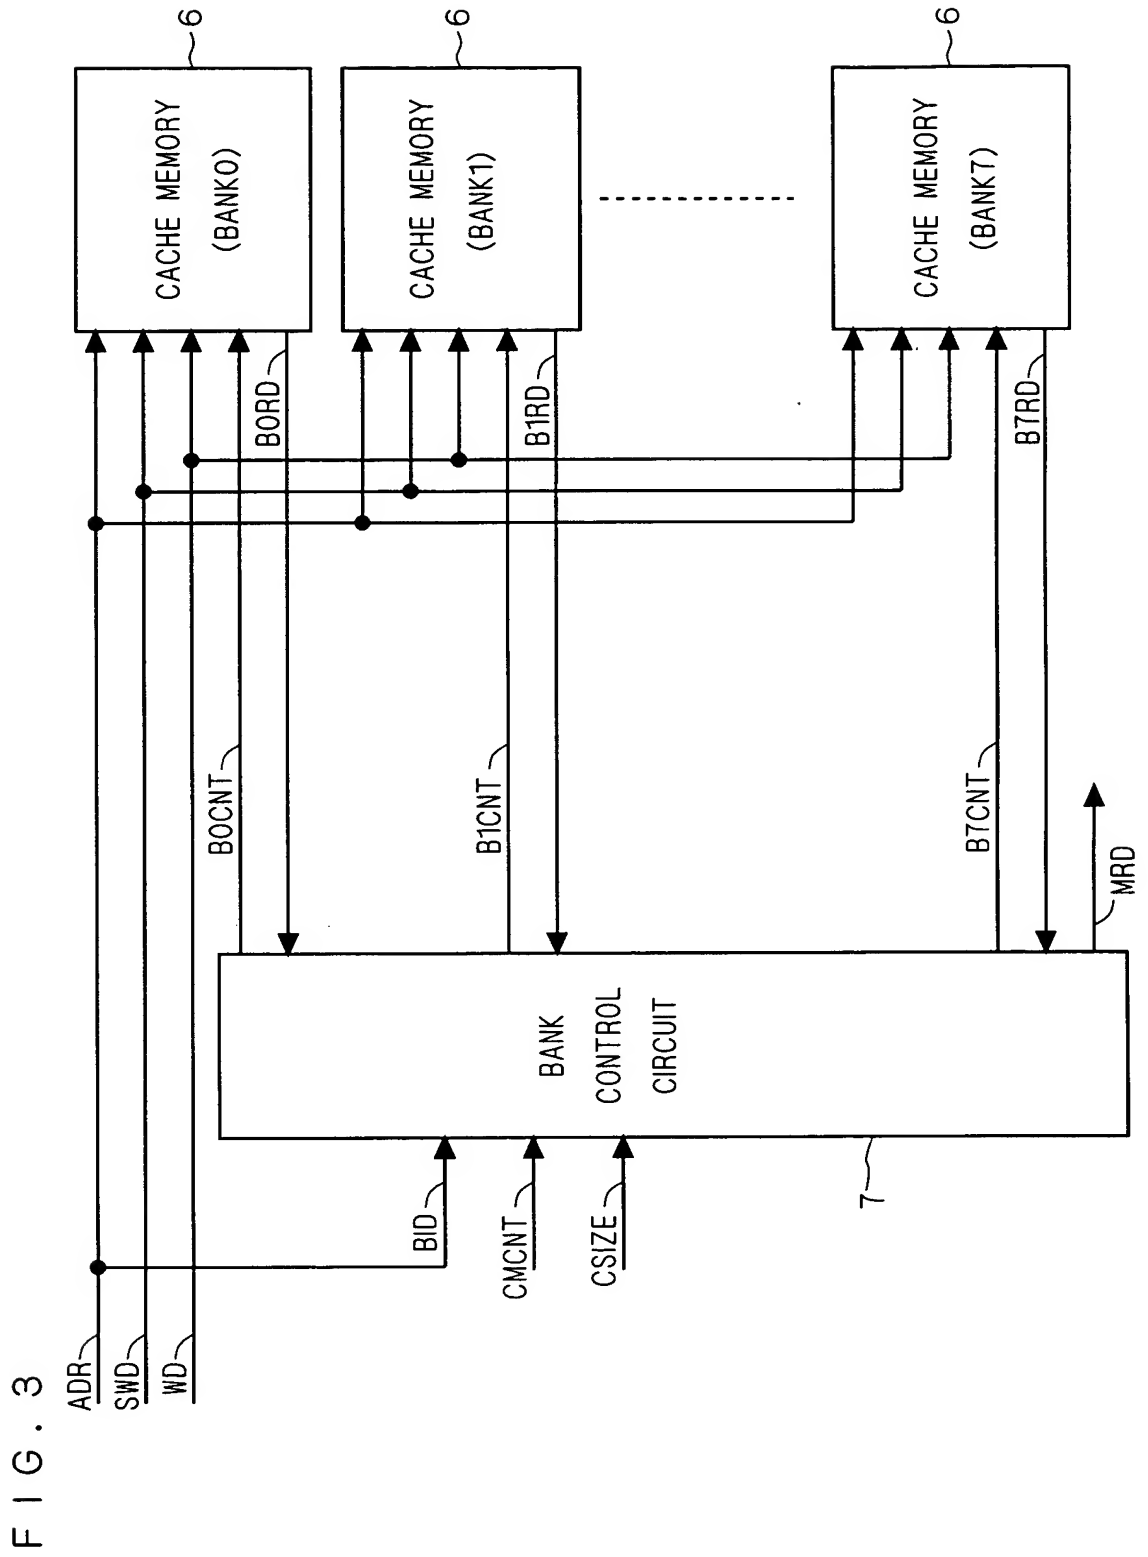 FIG. 3
ADR
SWD
WD
BID
CMCNT
CSIZE
7
BANK
CONTROL
CIRCUIT
MRD
B0CNT
B1CNT
B7CNT
B0RD
B1RD
B7RD
CACHE MEMORY
(BANK0)
6
CACHE MEMORY
(BANK1)
6
CACHE MEMORY
(BANK7)
6